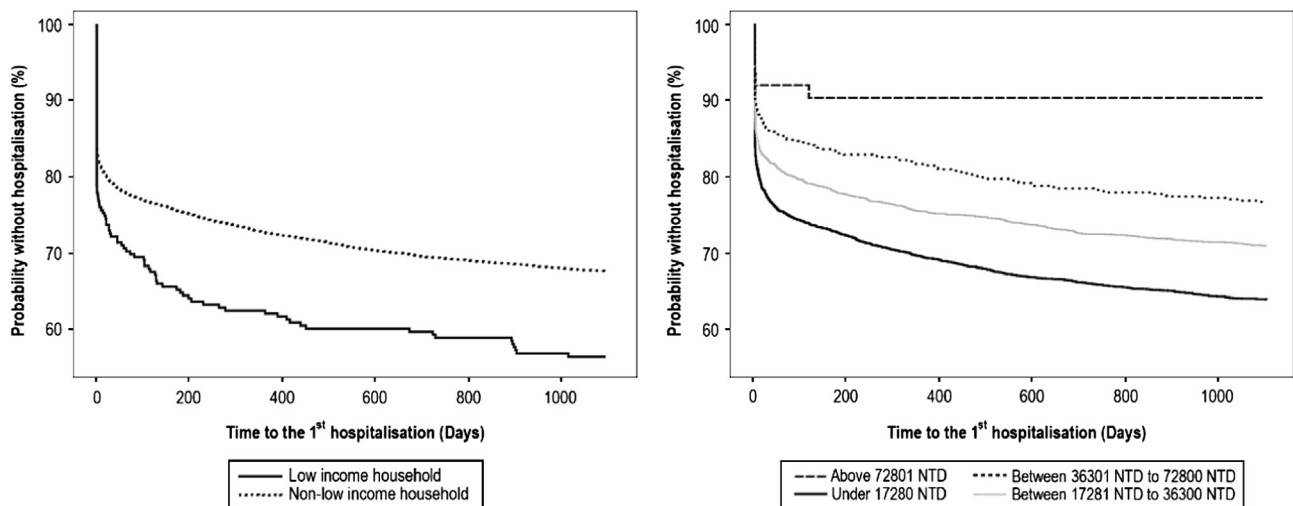 100
90
80
70
60
Probability without hospitalisation (%)
0 200 400 600 800 1000
Time to the 1st hospitalisation (Days)
Low income household
Non-low income household
100
90
80
70
60
Probability without hospitalisation (%)
0 200 400 600 800 1000
Time to the 1st hospitalisation (Days)
Above 72801 NTD Between 36301 NTD to 72800 NTD
Under 17280 NTD Between 17281 NTD to 36300 NTD